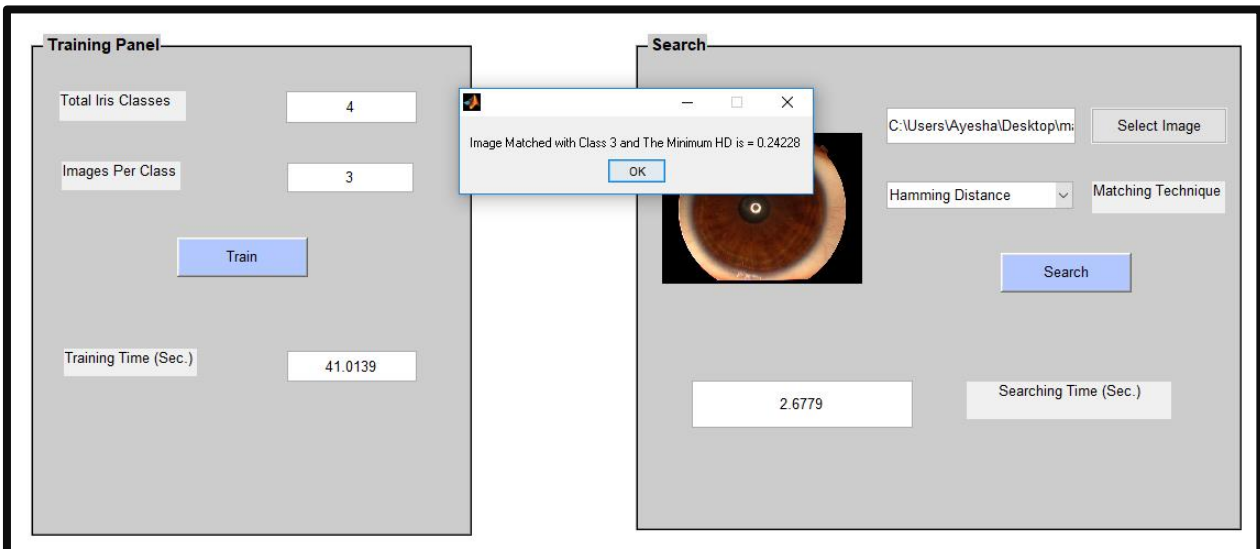 Training Panel
Total Iris Classes
4
Images Per Class
3
Train
Training Time (Sec.)
41.0139
Search
Image Matched with Class 3 and The Minimum HD is = 0.24228
OK
C:\Users\Ayesha\Desktop\m
Select Image
Hamming Distance
Matching Technique
Search
2.6779
Searching Time (Sec.)